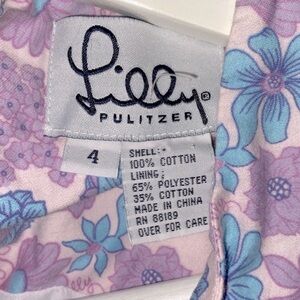 Lilly®
PULITZER
4
SHELL:
100% COTTON
LINING:
65% POLYESTER
35% COTTON
MADE IN CHINA
RN 88189
OVER FOR CARE
lly